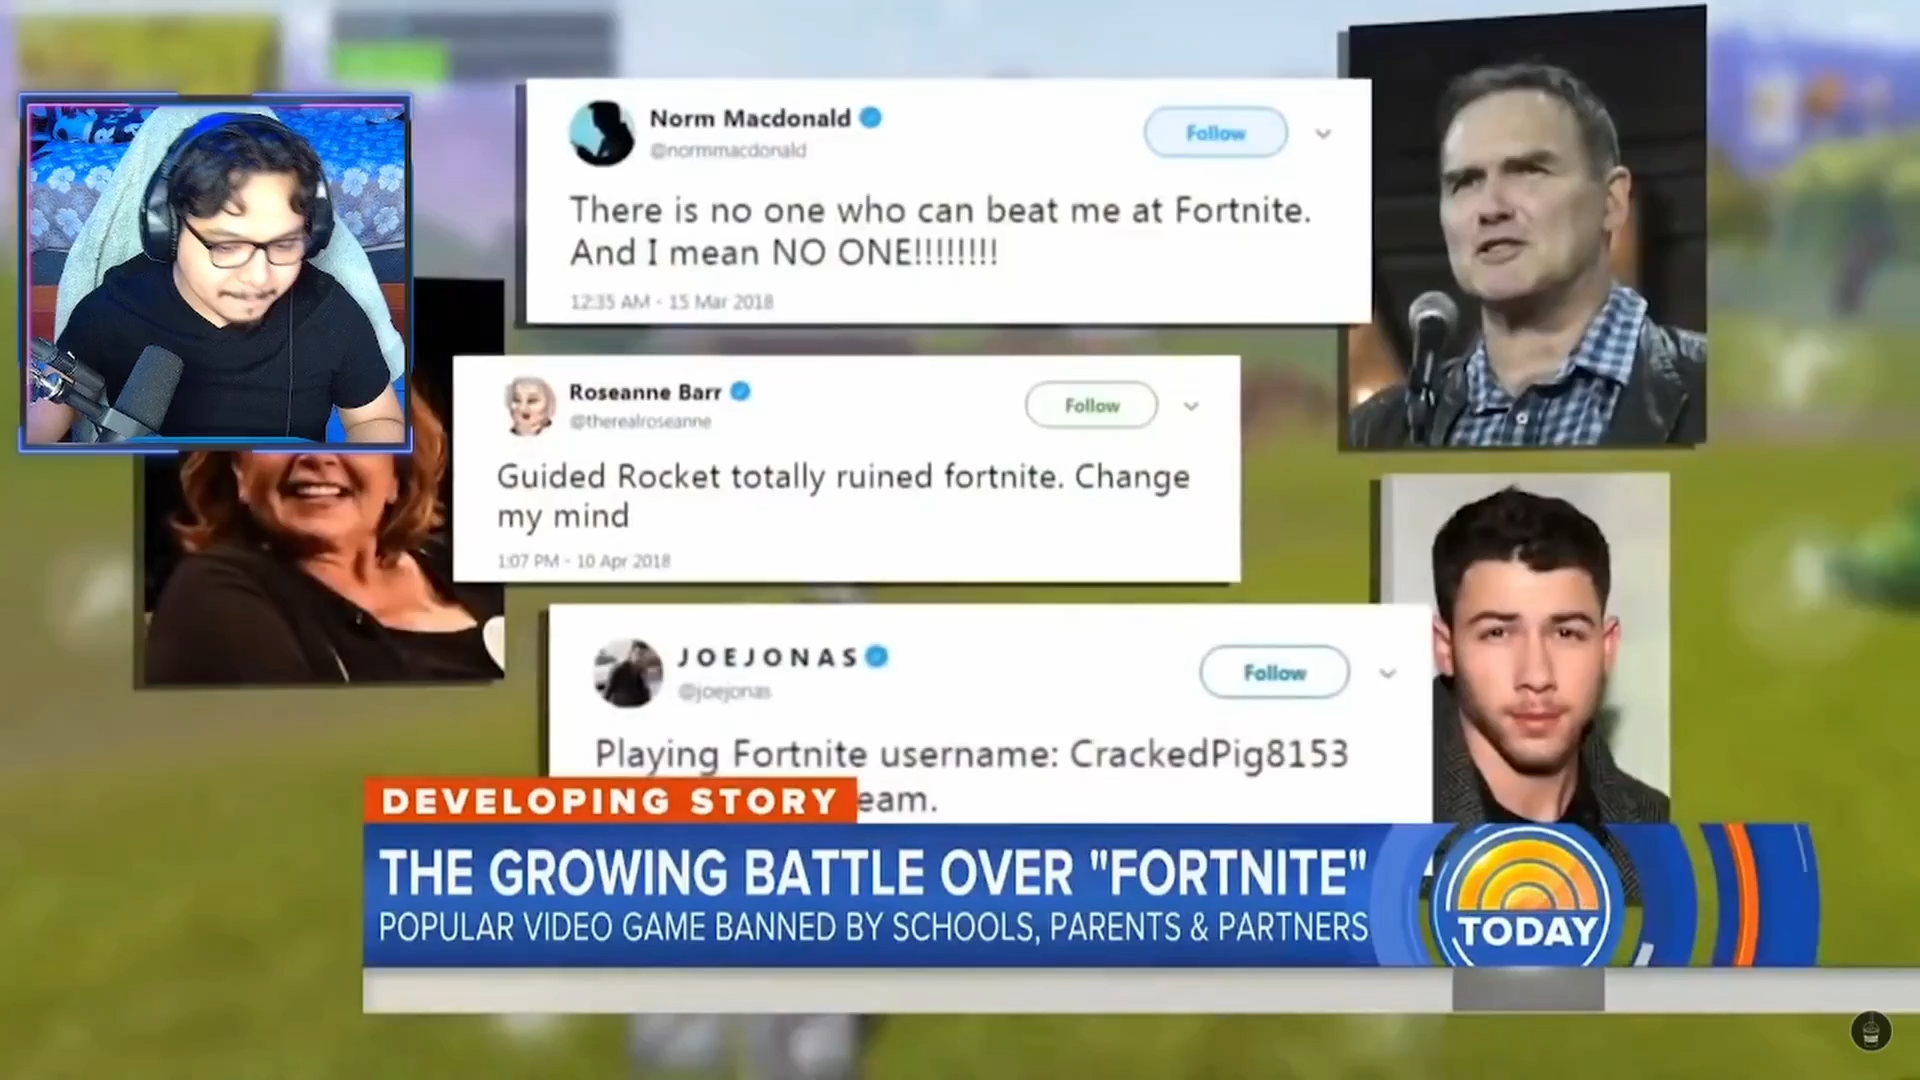 Norm Macdonald
@normmacdonald
Follow
There is no one who can beat me at Fortnite.
And I mean NO ONE!!!!!!!!
12:35 AM - 15 Mar 2018
Roseanne Barr
@therealroseanne
Follow
Guided Rocket totally ruined fortnite. Change
my mind
1:07 PM - 10 Apr 2018
JOEJONAS
@joejonas
Follow
Playing Fortnite username: CrackedPig8153
eam.
DEVELOPING STORY
THE GROWING BATTLE OVER "FORTNITE"
POPULAR VIDEO GAME BANNED BY SCHOOLS, PARENTS & PARTNERS
TODAY